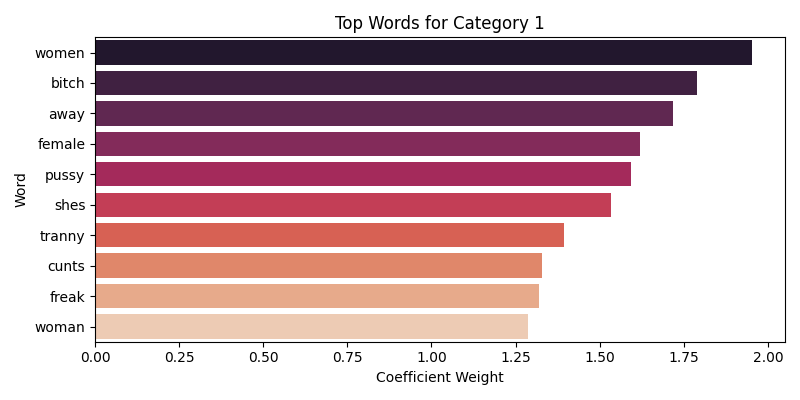 Top Words for Category 1
Word
women
bitch
away
female
pussy
shes
tranny
cunts
freak
woman
0.00 0.25 0.50 0.75 1.00 1.25 1.50 1.75 2.00
Coefficient Weight